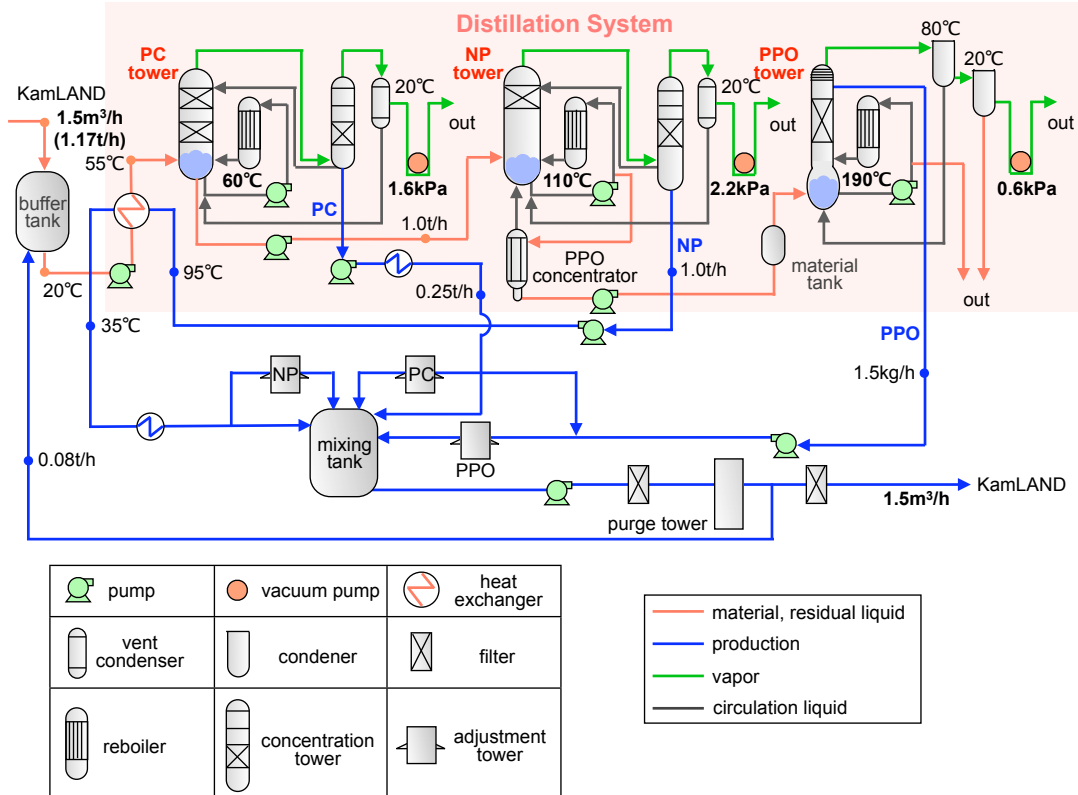 Distillation System
PC
tower
NP
tower
PPO
tower
80℃
20℃
20℃
20℃
KamLAND
1.5m³/h
(1.17t/h)
out
out
out
55℃
60℃
110℃
190℃
1.6kPa
2.2kPa
0.6kPa
buffer
tank
PC
1.0t/h
NP
PPO
concentrator
material
tank
20℃
95℃
0.25t/h
1.0t/h
out
35℃
PPO
1.5kg/h
NP
PC
mixing
tank
PPO
0.08t/h
purge tower
1.5m³/h
KamLAND
pump
vacuum pump
heat
exchanger
vent
condenser
condener
filter
reboiler
concentration
tower
adjustment
tower
material, residual liquid
production
vapor
circulation liquid